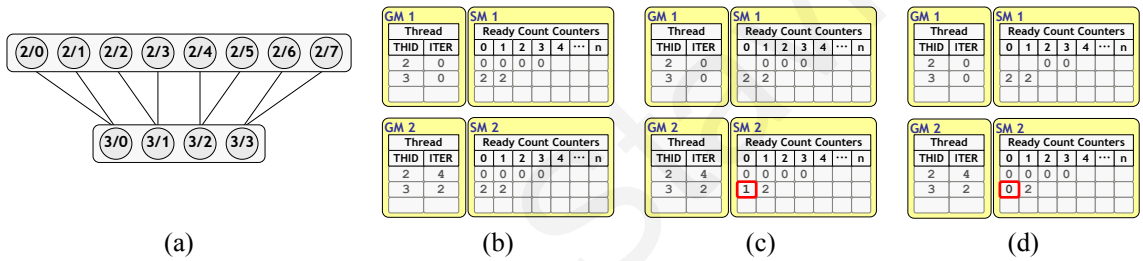 2/0 2/1 2/2 2/3 2/4 2/5 2/6 2/7
3/0 3/1 3/2 3/3
(a)
GM 1 SM 1
Thread Ready Count Counters
THID ITER 0 1 2 3 4 ... n
2 0 0 0 0 0
3 0 2 2
GM 2 SM 2
Thread Ready Count Counters
THID ITER 0 1 2 3 4 ... n
2 4 0 0 0 0
3 2 2 2
(b)
GM 1 SM 1
Thread Ready Count Counters
THID ITER 0 1 2 3 4 ... n
2 0 0 0 0
3 0 2 2
GM 2 SM 2
Thread Ready Count Counters
THID ITER 0 1 2 3 4 ... n
2 4 0 0 0 0
3 2 1 2
(c)
GM 1 SM 1
Thread Ready Count Counters
THID ITER 0 1 2 3 4 ... n
2 0 0 0
3 0 2 2
GM 2 SM 2
Thread Ready Count Counters
THID ITER 0 1 2 3 4 ... n
2 4 0 0 0 0
3 2 0 2
(d)